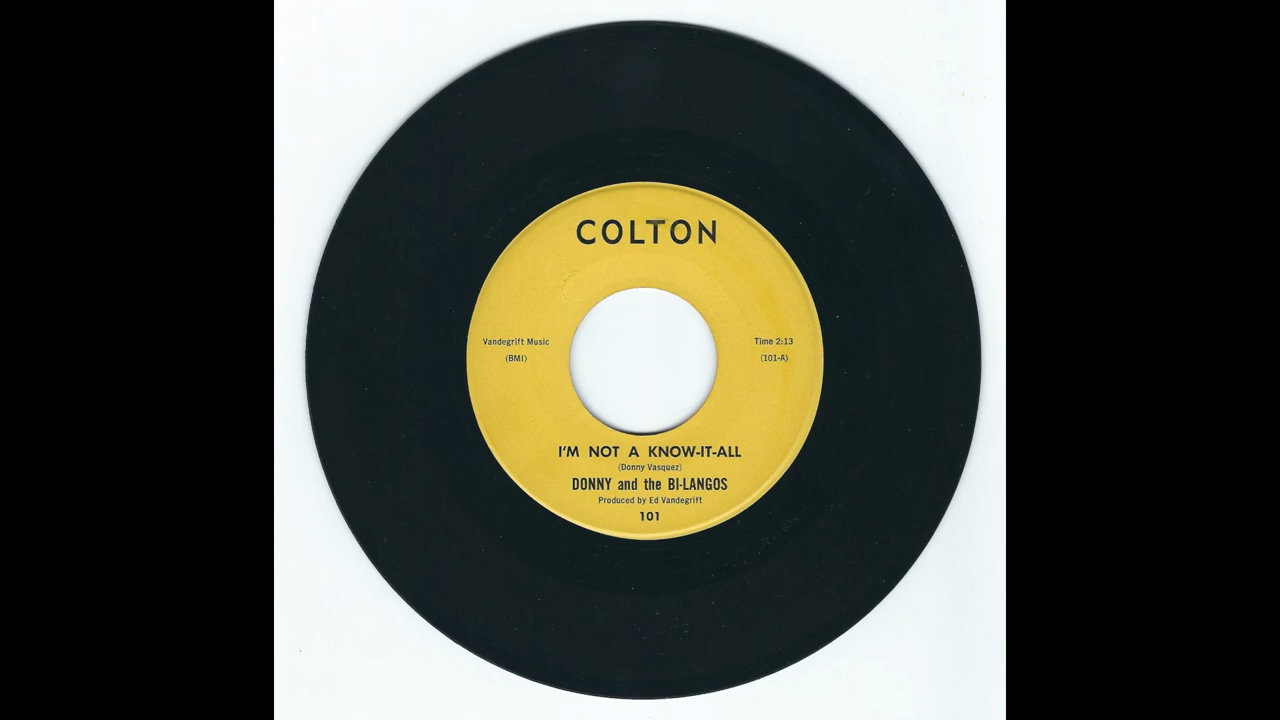 COLTON
Vandegrift Music
(BMI)
Time 2:13
(101-A)
I'M NOT A KNOW-IT-ALL
(Donny Vasquez)
DONNY and the BI-LANGOS
Produced by Ed Vandegrift
101